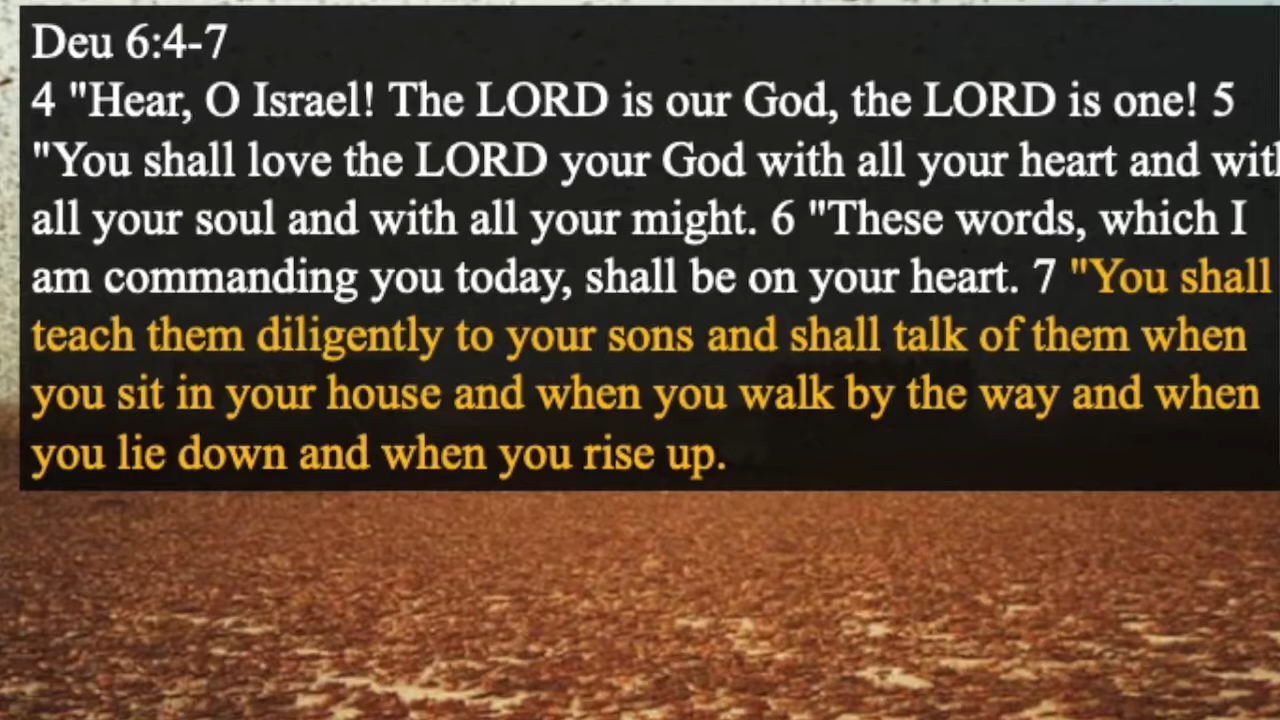 Deu 6:4-7
4 "Hear, O Israel! The LORD is our God, the LORD is one! 5
"You shall love the LORD your God with all your heart and with
all your soul and with all your might. 6 "These words, which I
am commanding you today, shall be on your heart. 7 "You shall
teach them diligently to your sons and shall talk of them when
you sit in your house and when you walk by the way and when
you lie down and when you rise up.